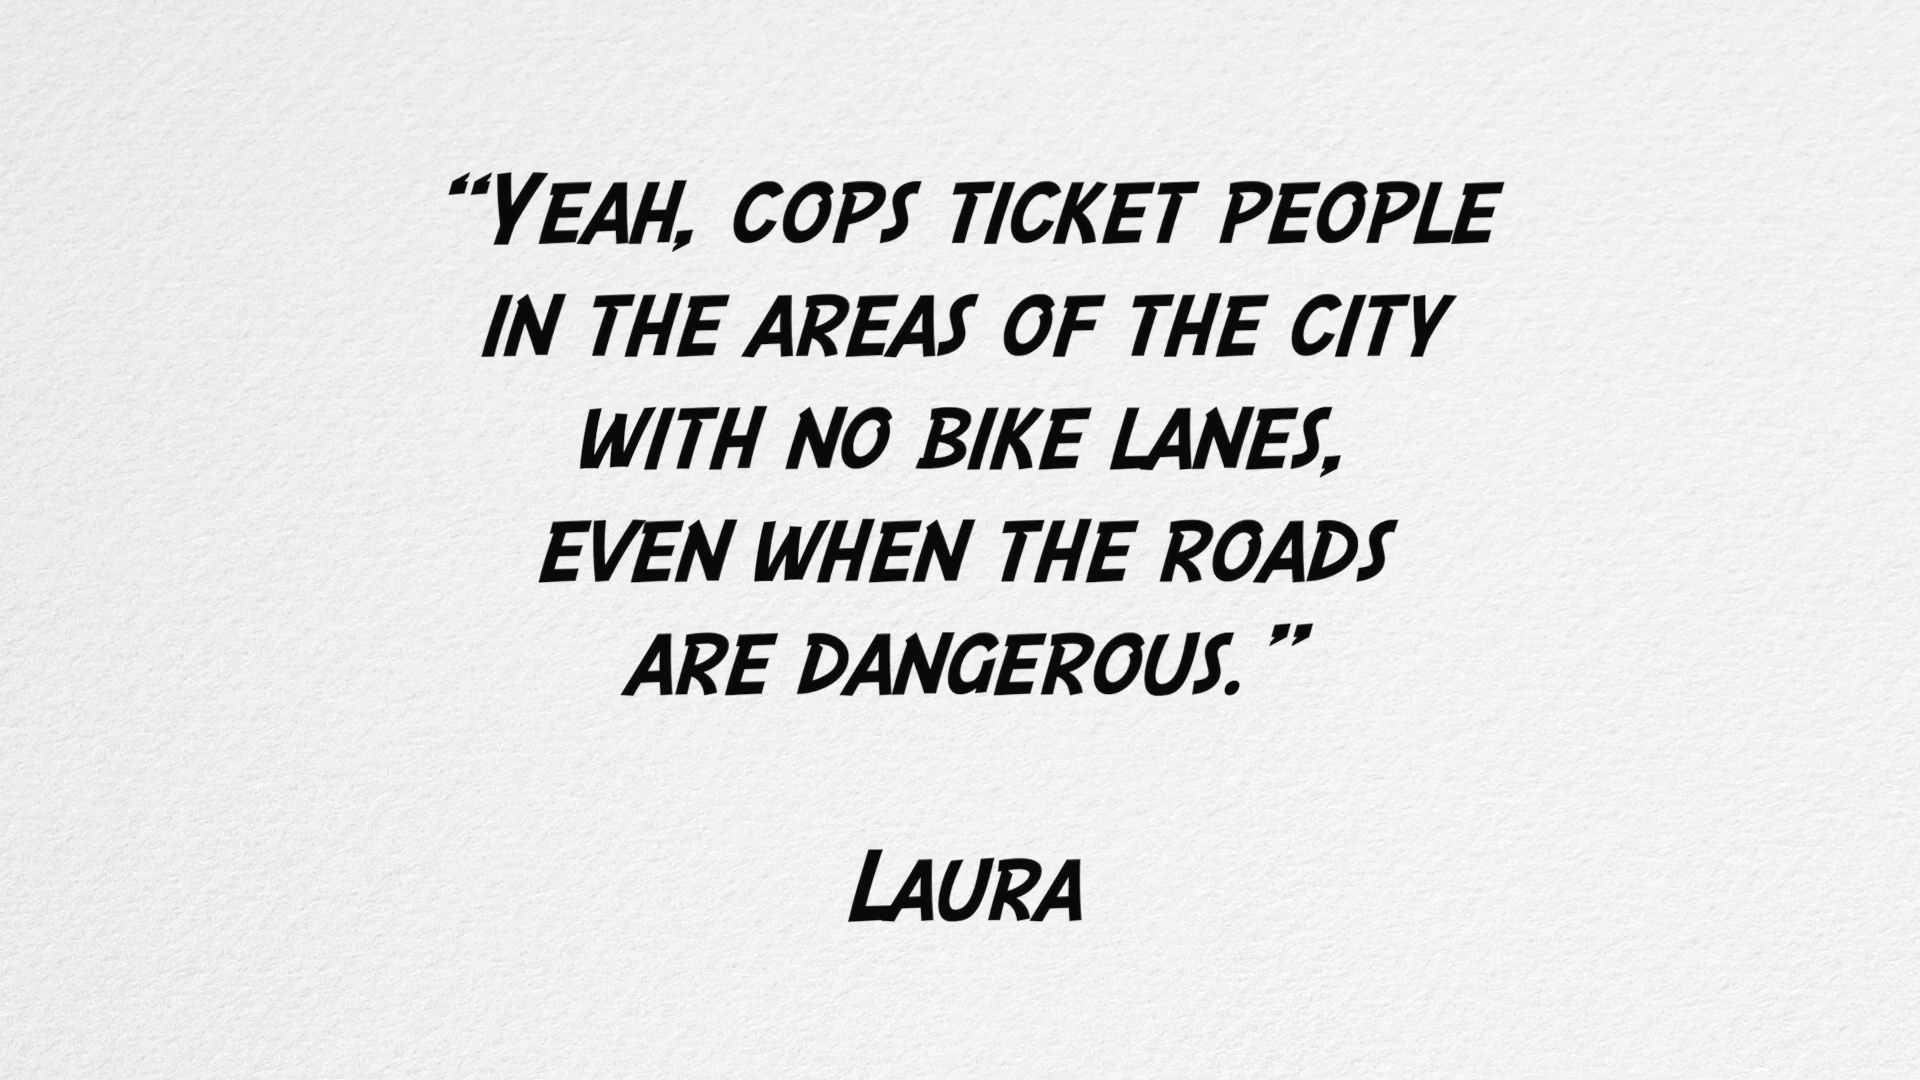 “Yeah, cops ticket people
in the areas of the city
with no bike lanes,
even when the roads
are dangerous.”
Laura